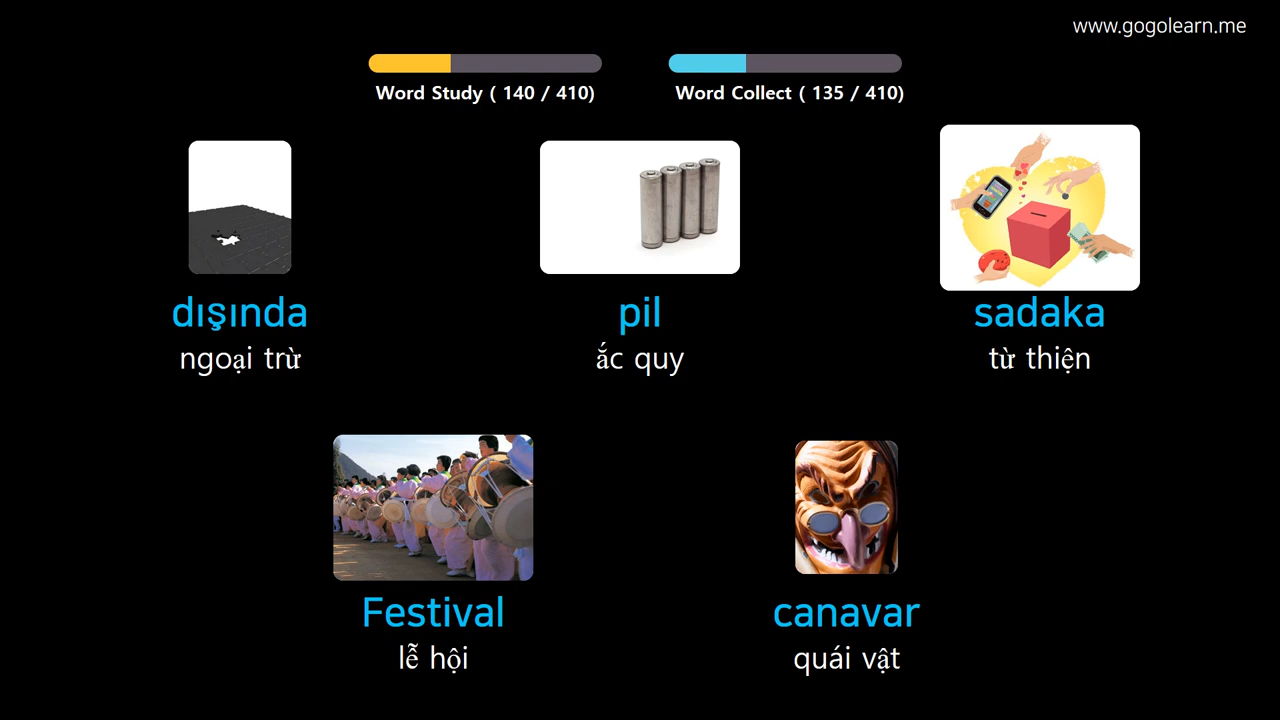 www.gogolearn.me
Word Study ( 140 / 410)
Word Collect ( 135 / 410)
dışında
ngoại trừ
pil
ắc quy
sadaka
từ thiện
Festival
lễ hội
canavar
quái vật